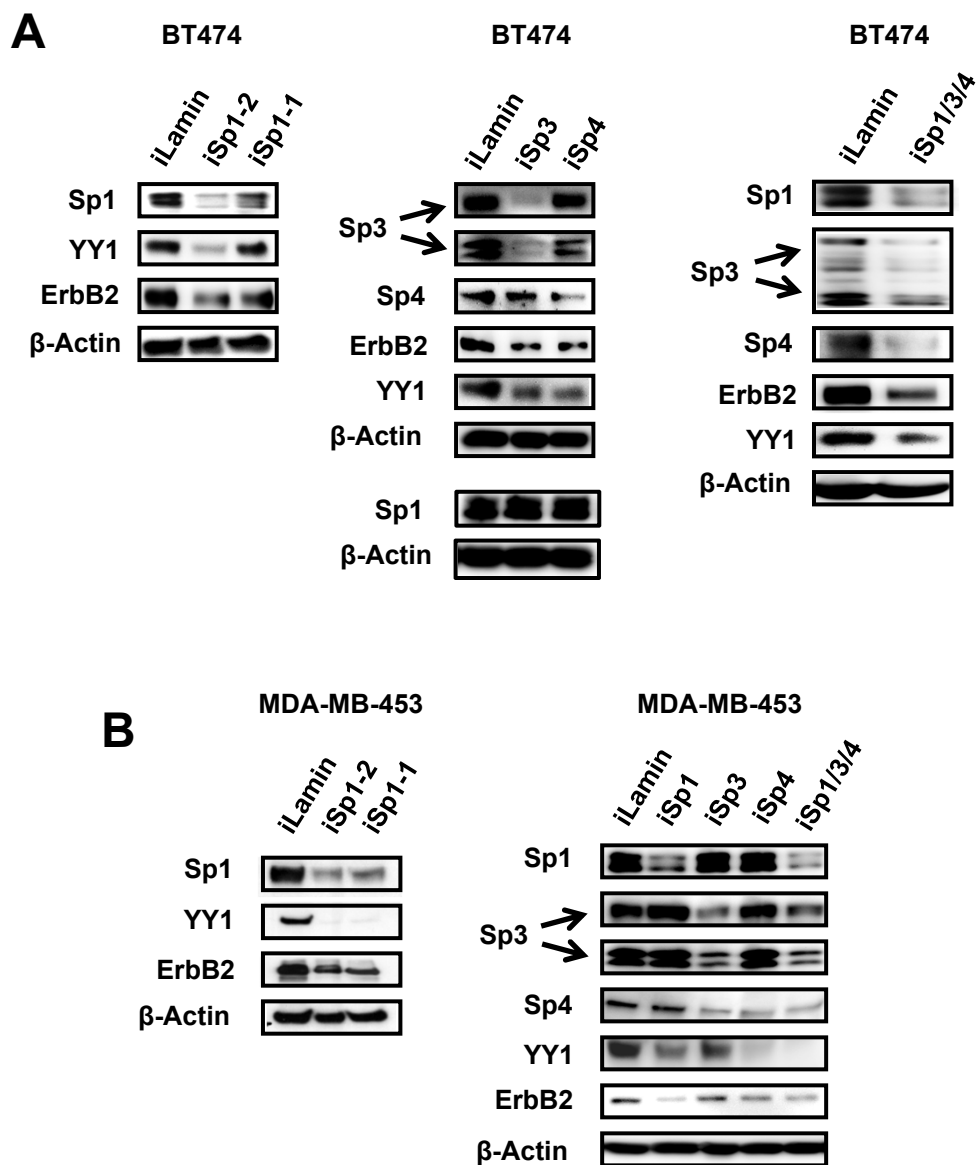 A
BT474
iLamin
iSp1-2
iSp1-1
Sp1
YY1
ErbB2
β-Actin
BT474
iLamin
iSp3
iSp4
Sp3
Sp4
ErbB2
YY1
β-Actin
Sp1
β-Actin
BT474
iLamin
iSp1/3/4
Sp1
Sp3
Sp4
ErbB2
YY1
β-Actin
B
MDA-MB-453
iLamin
iSp1-2
iSp1-1
Sp1
YY1
ErbB2
β-Actin
MDA-MB-453
iLamin
iSp1
iSp3
iSp4
iSp1/3/4
Sp1
Sp3
Sp4
YY1
ErbB2
β-Actin